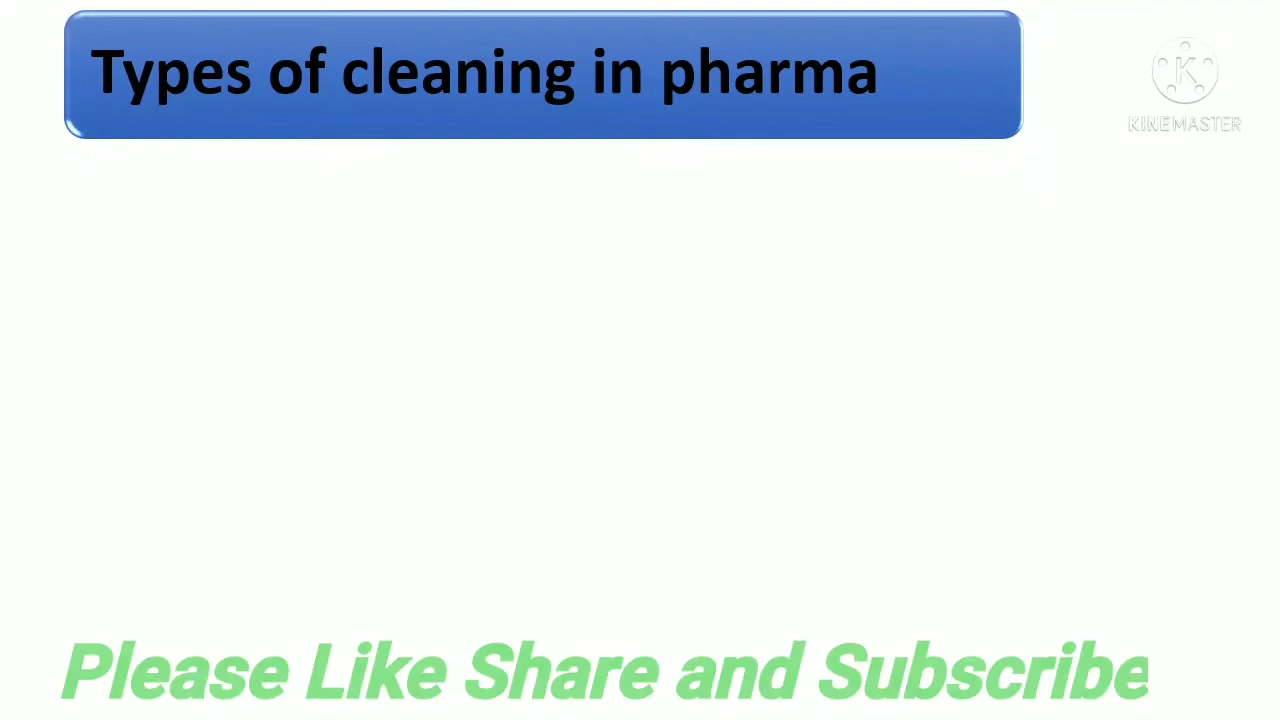 Types of cleaning in pharma
K
KINEMASTER
Please Like Share and Subscribe